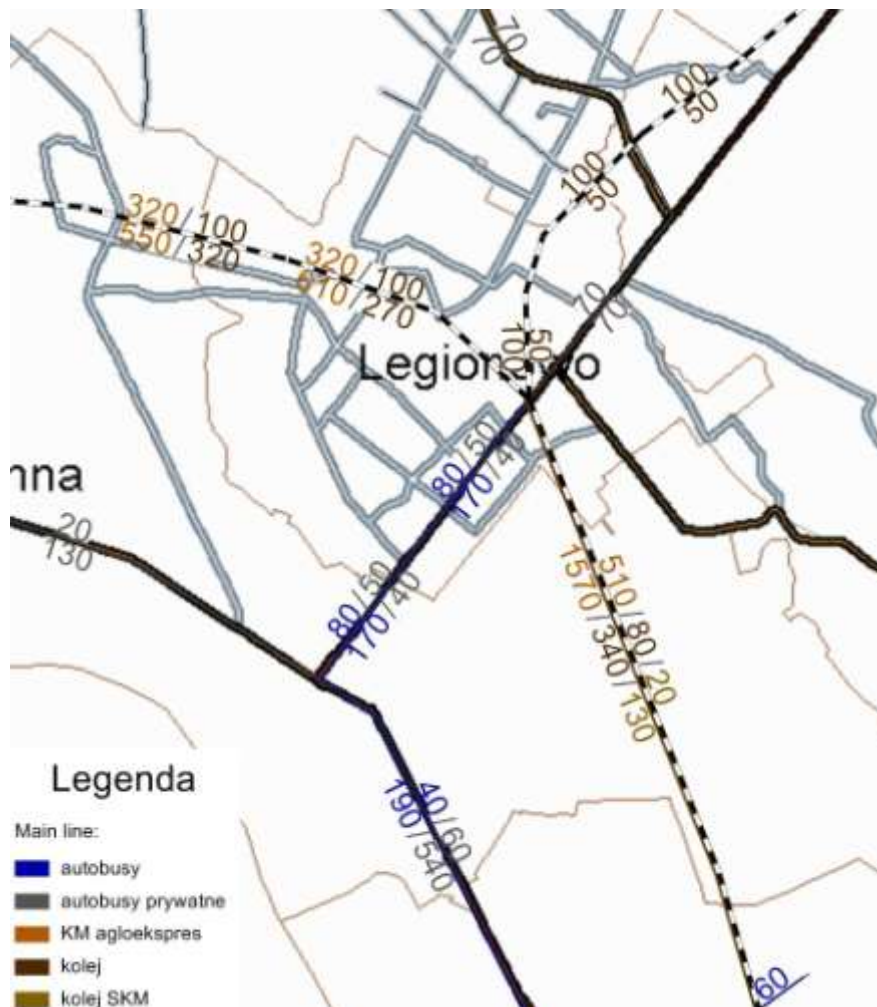 70
70
100
50
100
50
320/100
550/320
320/100
610/270
70
70
50
100
Legionowo
80/50
170/40
nna
20
130
80/50
170/40
510/80/20
1570/340/130
40/60
190/540
60
Legenda
Main line:
autobusy
autobusy prywatne
KM agloekspres
kolej
kolej SKM